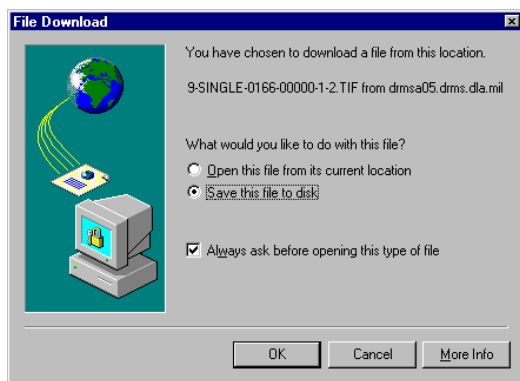 File Download
You have chosen to download a file from this location.
9-SINGLE-0166-00000-1-2.TIF from drmsa05.drms.dla.mil
What would you like to do with this file?
Open this file from its current location
Save this file to disk
Always ask before opening this type of file
OK
Cancel
More Info